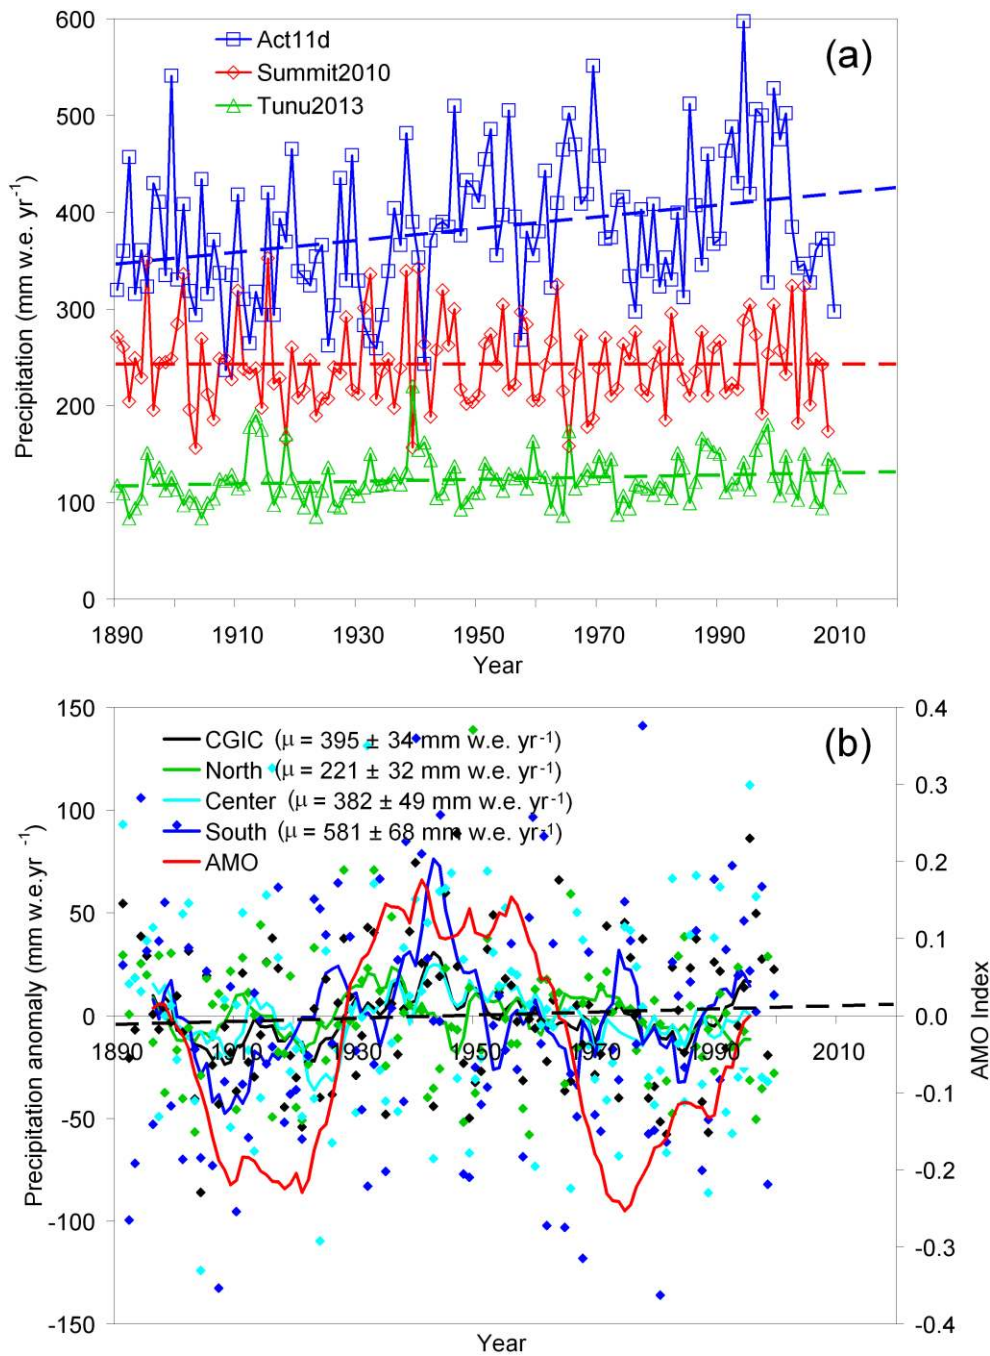 (a)
Act11d
Summit2010
Tunu2013
Precipitation (mm w.e. yr-1)
600
500
400
300
200
100
0
1890 1910 1930 1950 1970 1990 2010
Year
(b)
CGIC (μ = 395 ± 34 mm w.e. yr-1)
North (μ = 221 ± 32 mm w.e. yr-1)
Center (μ = 382 ± 49 mm w.e. yr-1)
South (μ = 581 ± 68 mm w.e. yr-1)
AMO
Precipitation anomaly (mm w.e.yr -1)
150
100
50
0
-50
-100
-150
1890 1910 1930 1950 1970 1990 2010
Year
0.4
0.3
0.2
0.1
0.0
-0.1
-0.2
-0.3
-0.4
AMO Index